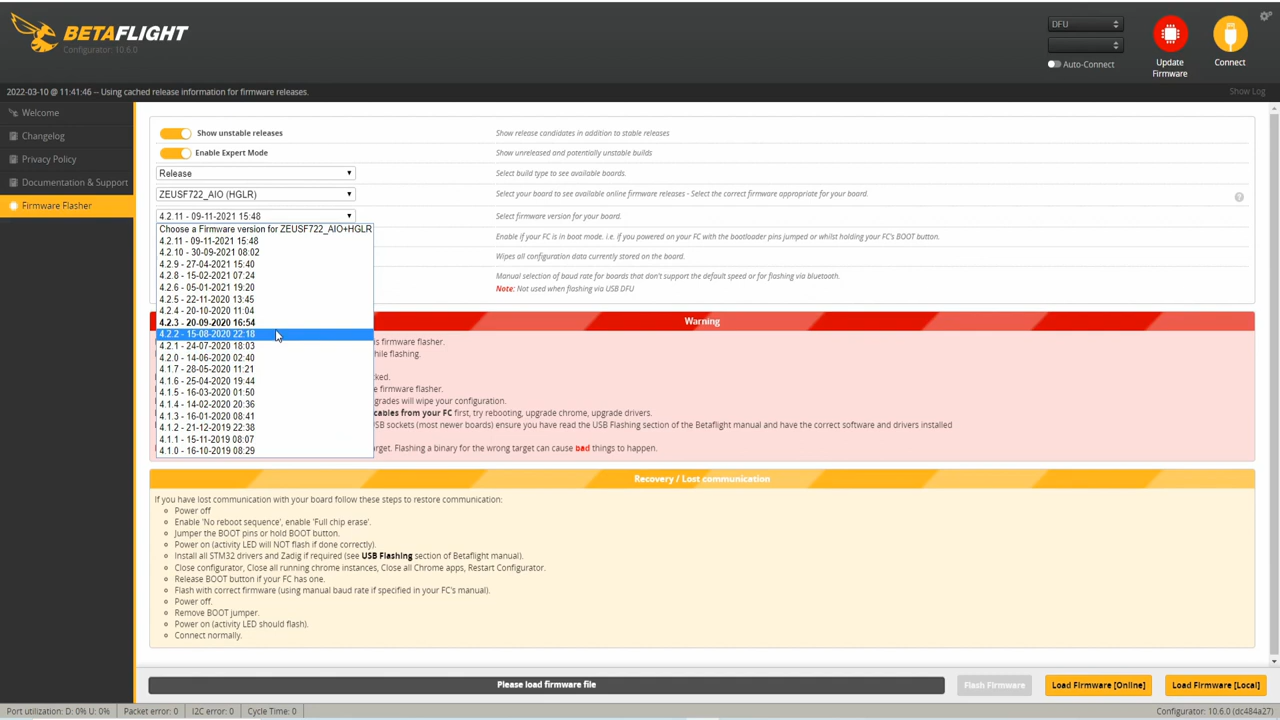 BETAFLIGHT
Configurator: 10.6.0
DFU
Auto-Connect
Update
Firmware
Connect
2022-03-10 @ 11:41:46 -- Using cached release information for firmware releases.
Show Log
Welcome
Changelog
Privacy Policy
Documentation & Support
Firmware Flasher
Show unstable releases
Show release candidates in addition to stable releases
Enable Expert Mode
Show unreleased and potentially unstable builds
Release
Select build type to see available boards.
ZEUSF722_AIO (HGLR)
Select your board to see available online firmware releases - Select the correct firmware appropriate for your board.
4.2.11 - 09-11-2021 15:48
Select firmware version for your board.
Choose a Firmware version for ZEUSF722_AIO+HGLR
4.2.11 - 09-11-2021 15:48
Enable if your FC is in boot mode. i.e. if you powered on your FC with the bootloader pins jumped or whilst holding your FC's BOOT button.
4.2.10 - 30-09-2021 08:02
Wipes all configuration data currently stored on the board.
4.2.9 - 27-04-2021 15:40
4.2.8 - 15-02-2021 07:24
Manual selection of baud rate for boards that don't support the default speed or for flashing via bluetooth.
4.2.6 - 05-01-2021 19:20
Note: Not used when flashing via USB DFU
4.2.5 - 22-11-2020 13:45
4.2.4 - 20-10-2020 11:04
4.2.3 - 20-09-2020 16:54
Warning
4.2.2 - 15-08-2020 22:18
4.2.1 - 24-07-2020 18:03
s firmware flasher.
4.2.0 - 14-06-2020 02:40
hile flashing.
4.1.7 - 28-05-2020 11:21
4.1.6 - 25-04-2020 19:44
cked.
4.1.5 - 16-03-2020 01:50
e firmware flasher.
4.1.4 - 14-02-2020 20:36
grades will wipe your configuration.
4.1.3 - 16-01-2020 08:41
cables from your FC first, try rebooting, upgrade chrome, upgrade drivers.
4.1.2 - 21-12-2019 22:38
SB sockets (most newer boards) ensure you have read the USB Flashing section of the Betaflight manual and have the correct software and drivers installed
4.1.1 - 15-11-2019 08:07
4.1.0 - 16-10-2019 08:29
target. Flashing a binary for the wrong target can cause bad things to happen.
Recovery / Lost communication
If you have lost communication with your board follow these steps to restore communication:
Power off
Enable 'No reboot sequence', enable 'Full chip erase'.
Jumper the BOOT pins or hold BOOT button.
Power on (activity LED will NOT flash if done correctly).
Install all STM32 drivers and Zadig if required (see USB Flashing section of Betaflight manual).
Close configurator, Close all running chrome instances, Close all Chrome apps, Restart Configurator.
Release BOOT button if your FC has one.
Flash with correct firmware (using manual baud rate if specified in your FC's manual).
Power off.
Remove BOOT jumper.
Power on (activity LED should flash).
Connect normally.
Please load firmware file
Flash Firmware
Load Firmware [Online]
Load Firmware [Local]
Port utilization: D: 0% U: 0%
Packet error: 0
I2C error: 0
Cycle Time: 0
Configurator: 10.6.0 (dc484a27)